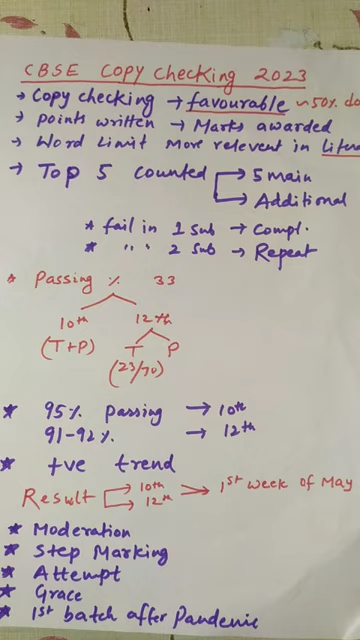 CBSE Copy Checking 2023
→ Copy checking → favourable ~50% do
→ points written → Marks awarded
→ Word Limit More relevent in Litera
→ Top 5 counted → 5 main
→ Additional
* fail in 1 sub → Compl.
* " " 2 sub → Repeat
* Passing % 33
10th 12th
(T+P) T P
(23/70)
* 95% passing → 10th
91-92% → 12th
* +ve trend
Result → 10th → 12th → 1st week of May
* Moderation
* Step Marking
* Attempt
* Grace
* 1st batch after Pandemic